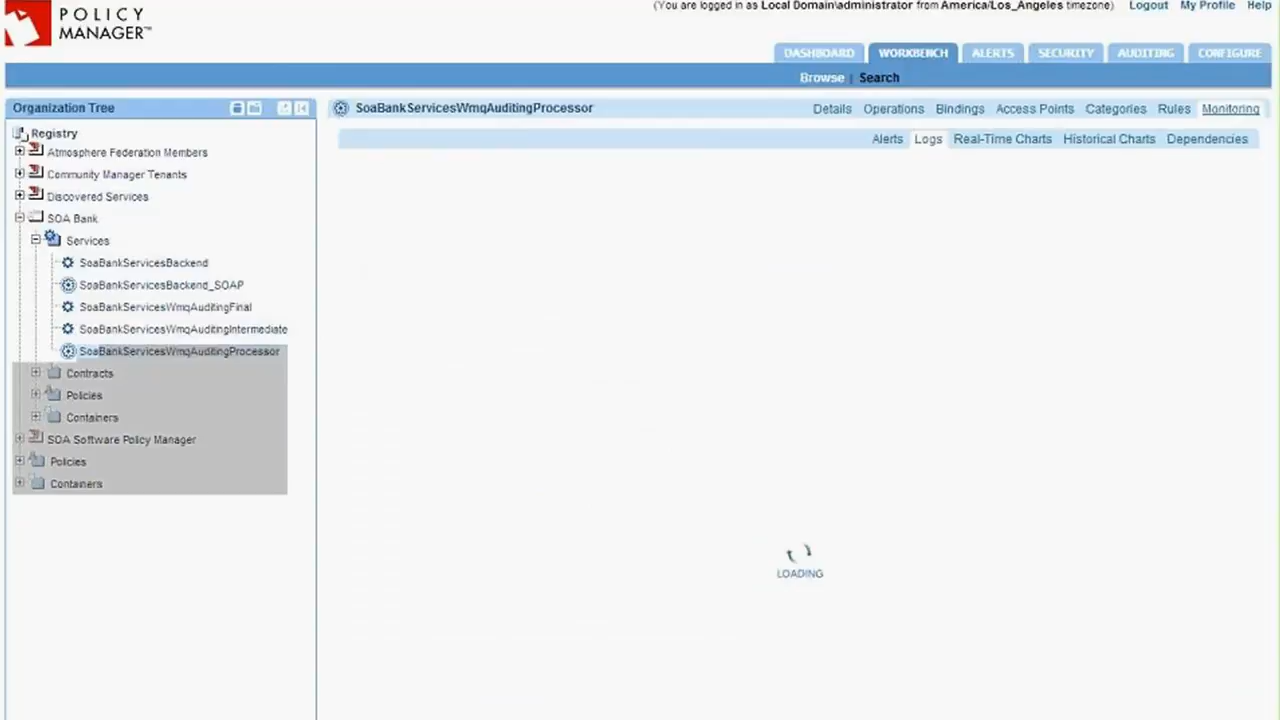 POLICY
MANAGER™
(You are logged in as Local Domain\administrator from America/Los_Angeles timezone) Logout My Profile Help
DASHBOARD WORKBENCH ALERTS SECURITY AUDITING CONFIGURE
Browse | Search
Organization Tree
SoaBankServicesWmqAuditingProcessor Details Operations Bindings Access Points Categories Rules Monitoring
Alerts Logs Real-Time Charts Historical Charts Dependencies
Registry
Atmosphere Federation Members
Community Manager Tenants
Discovered Services
SOA Bank
Services
SoaBankServicesBackend
SoaBankServicesBackend_SOAP
SoaBankServicesWmqAuditingFinal
SoaBankServicesWmqAuditingIntermediate
SoaBankServicesWmqAuditingProcessor
Contracts
Policies
Containers
SOA Software Policy Manager
Policies
Containers
LOADING